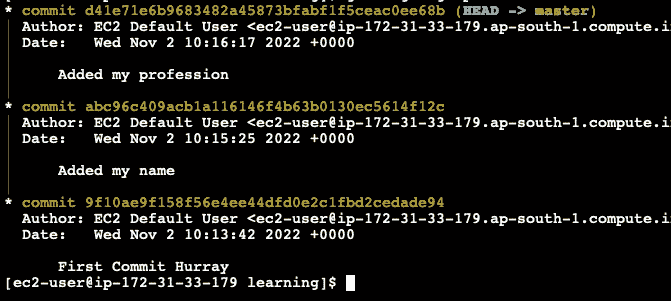 * commit d41e71e6b9683482a45873bfabf1f5ceac0ee68b (HEAD -> master)
| Author: EC2 Default User <ec2-user@ip-172-31-33-179.ap-south-1.compute.i
| Date:   Wed Nov 2 10:16:17 2022 +0000
|
|     Added my profession
|
* commit abc96c409acb1a116146f4b63b0130ec5614f12c
| Author: EC2 Default User <ec2-user@ip-172-31-33-179.ap-south-1.compute.i
| Date:   Wed Nov 2 10:15:25 2022 +0000
|
|     Added my name
|
* commit 9f10ae9f158f56e4ee44dfd0e2c1fbd2cedade94
  Author: EC2 Default User <ec2-user@ip-172-31-33-179.ap-south-1.compute.i
  Date:   Wed Nov 2 10:13:42 2022 +0000

      First Commit Hurray
[ec2-user@ip-172-31-33-179 learning]$